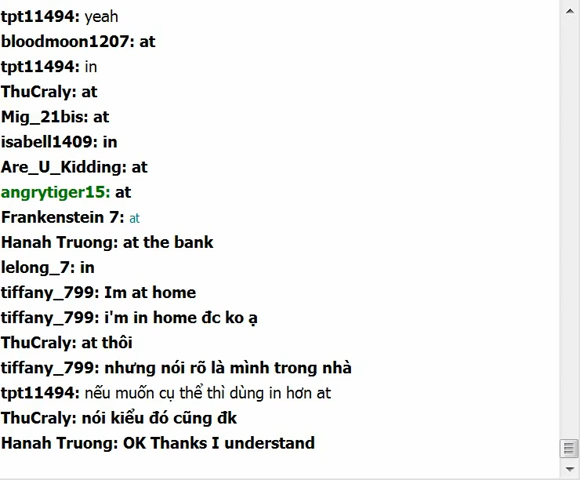 tpt11494: yeah
bloodmoon1207: at
tpt11494: in
ThuCraly: at
Mig_21bis: at
isabell1409: in
Are_U_Kidding: at
angrytiger15: at
Frankenstein 7: at
Hanah Truong: at the bank
lelong_7: in
tiffany_799: Im at home
tiffany_799: i'm in home đc ko ạ
ThuCraly: at thôi
tiffany_799: nhưng nói rõ là mình trong nhà
tpt11494: nếu muốn cụ thể thì dùng in hơn at
ThuCraly: nói kiểu đó cũng đk
Hanah Truong: OK Thanks I understand